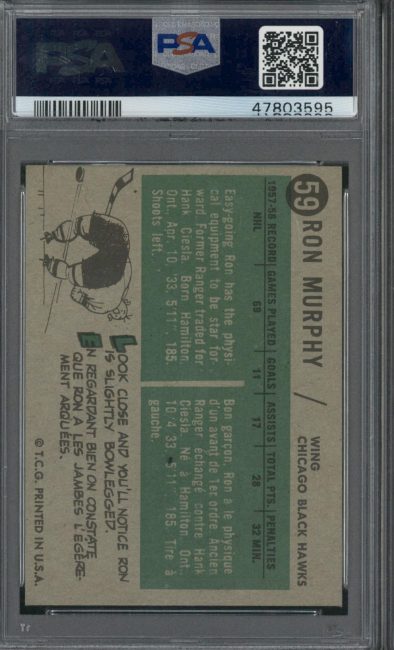 PSA
PSA
47803595
59 RON MURPHY /
WING
CHICAGO BLACK HAWKS
1957-58 RECORD GAMES PLAYED GOALS ASSISTS TOTAL PTS. PENALTIES
NHL 69 11 17 28 32 MIN.
Easy-going Ron has the physi-
cal equipment to be star for-
ward. Former Ranger traded for
Hank Ciesla. Born Hamilton,
Ont., Apr. 10 '33, 5'11", 185.
Shoots left.
Bon garçon, Ron à le physique
d'un avant de 1er ordre. Ancien
Ranger échangé contre Hank
Ciesla. Né à Hamilton, Ont.,
10 4 33, 5'11" 185. Tire à
gauche.
LOOK CLOSE AND YOU'LL NOTICE RON
IS SLIGHTLY BOWLEGGED.
EN REGARDANT BIEN ON CONSTATE
QUE RON A LES JAMBES LÉGÈRE-
MENT ARQUÉES.
© T.C.G. PRINTED IN U.S.A.